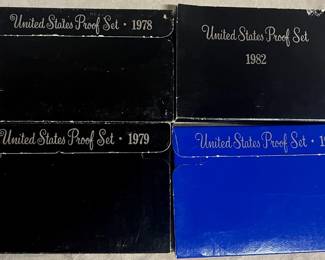 United States Proof Set · 1978
United States Proof Set
1982
United States Proof Set · 1979
United States Proof Set · 19